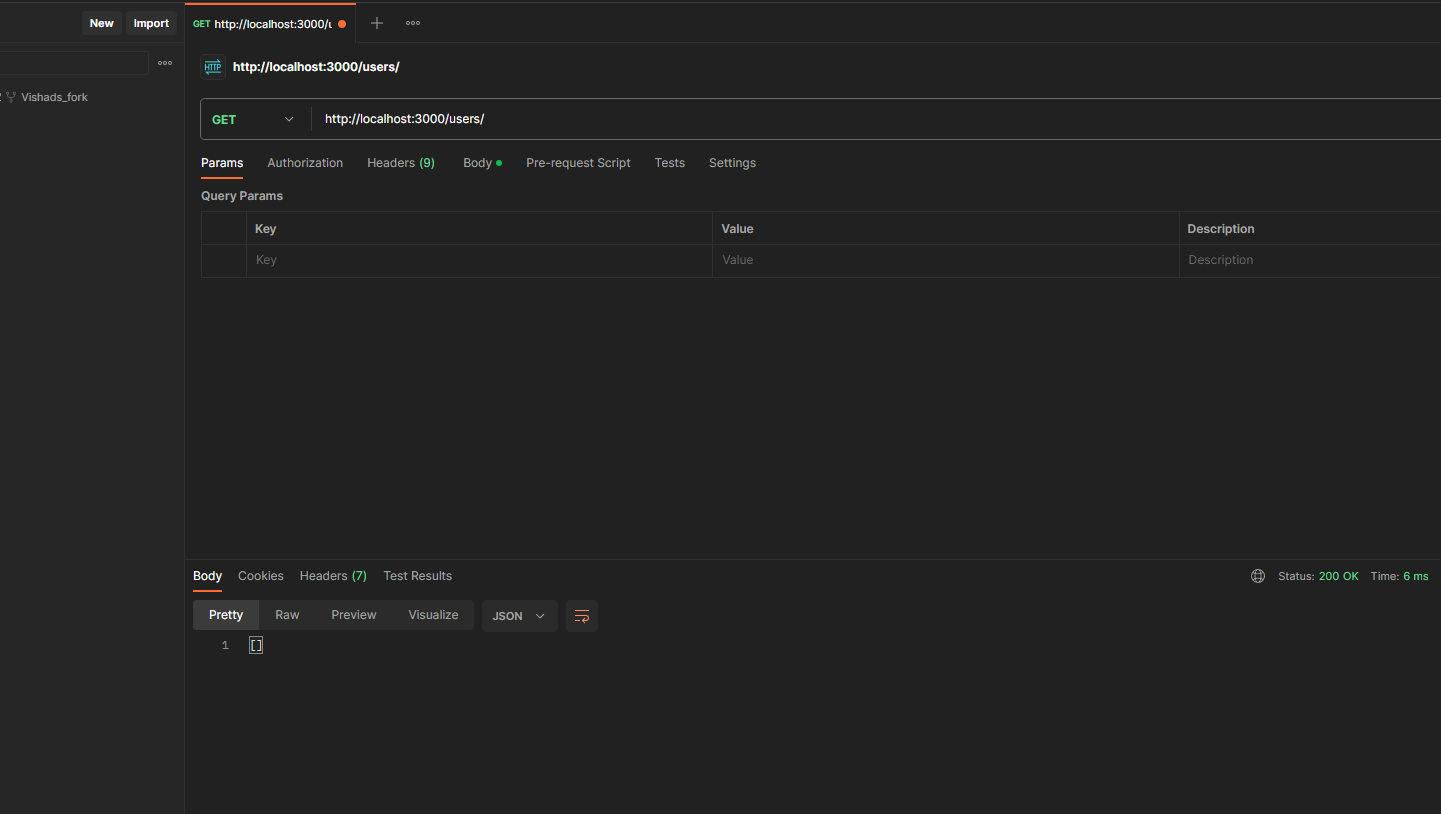 New Import
GET http://localhost:3000/u
Vishads_fork
HTTP http://localhost:3000/users/
GET http://localhost:3000/users/
Params Authorization Headers (9) Body Pre-request Script Tests Settings
Query Params
Key Value Description
Key Value Description
Body Cookies Headers (7) Test Results
Status: 200 OK Time: 6 ms
Pretty Raw Preview Visualize JSON
1 []